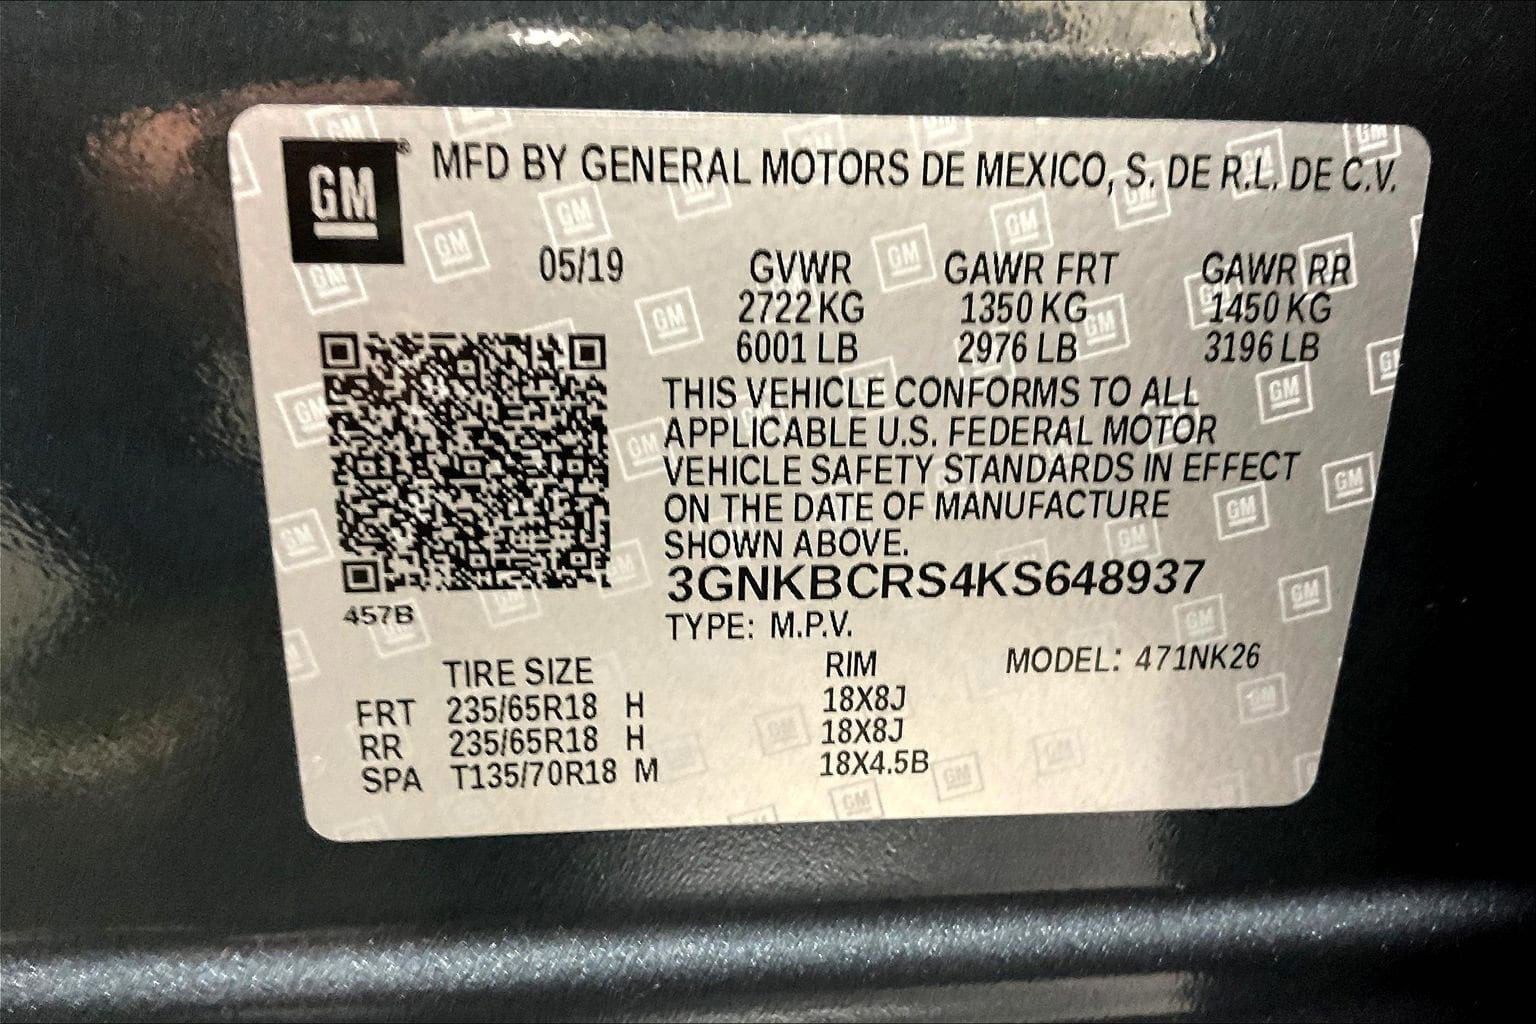 GM® MFD BY GENERAL MOTORS DE MEXICO, S. DE R.L. DE C.V.
05/19 GVWR GAWR FRT GAWR RR
2722 KG 1350 KG 1450 KG
6001 LB 2976 LB 3196 LB
THIS VEHICLE CONFORMS TO ALL
APPLICABLE U.S. FEDERAL MOTOR
VEHICLE SAFETY STANDARDS IN EFFECT
ON THE DATE OF MANUFACTURE
SHOWN ABOVE.
3GNKBCRS4KS648937
457B TYPE: M.P.V.
TIRE SIZE RIM MODEL: 471NK26
FRT 235/65R18 H 18X8J
RR 235/65R18 H 18X8J
SPA T135/70R18 M 18X4.5B